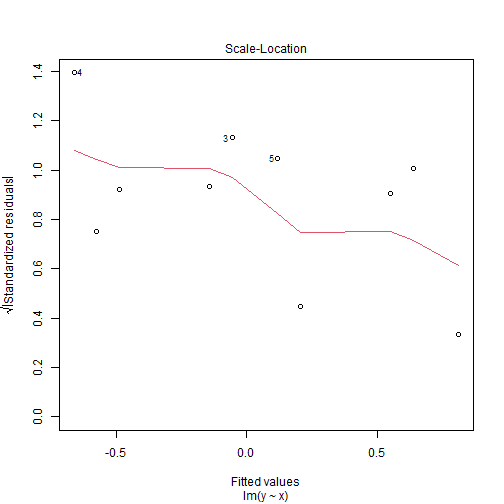 Scale-Location
√|Standardized residuals|
1.4
1.2
1.0
0.8
0.6
0.4
0.2
0.0
4
3
5
-0.5 0.0 0.5
Fitted values
lm(y ~ x)